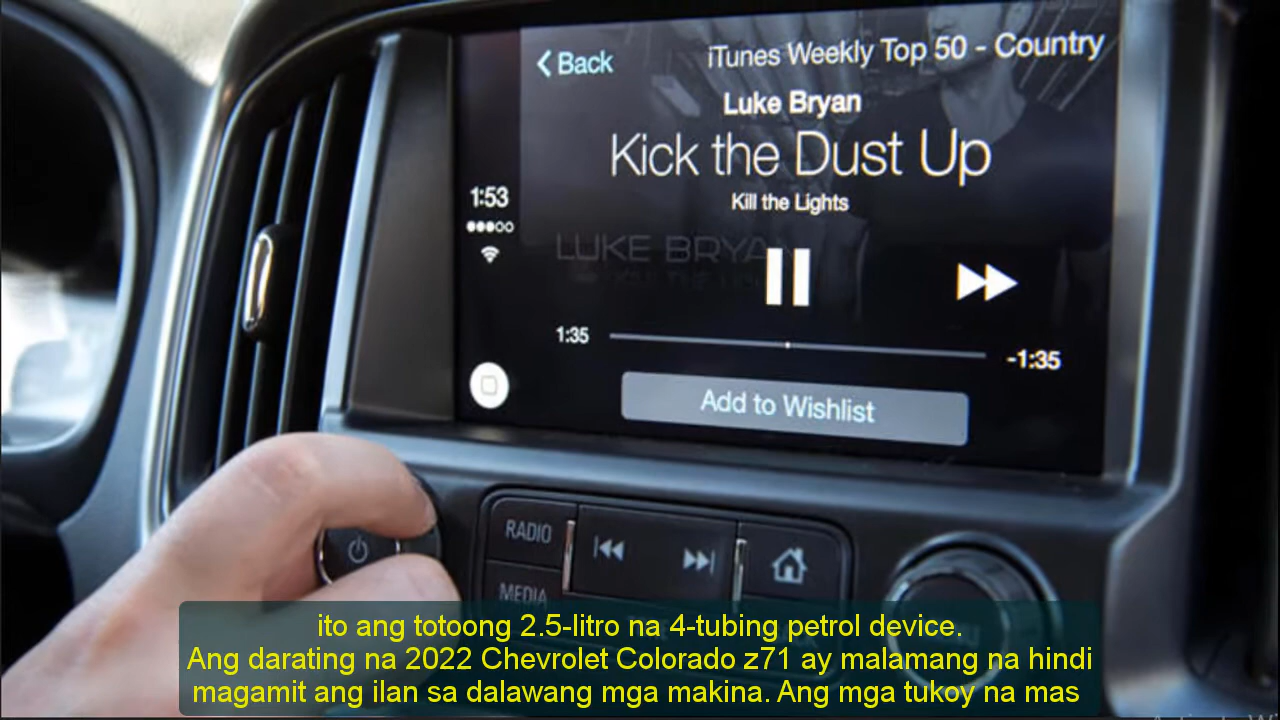 Back
iTunes Weekly Top 50 - Country
Luke Bryan
Kick the Dust Up
Kill the Lights
1:53
LUKE BRYAN
1:35
-1:35
Add to Wishlist
RADIO
MEDIA
ito ang totoong 2.5-litro na 4-tubing petrol device.
Ang darating na 2022 Chevrolet Colorado z71 ay malamang na hindi
magamit ang ilan sa dalawang mga makina. Ang mga tukoy na mas